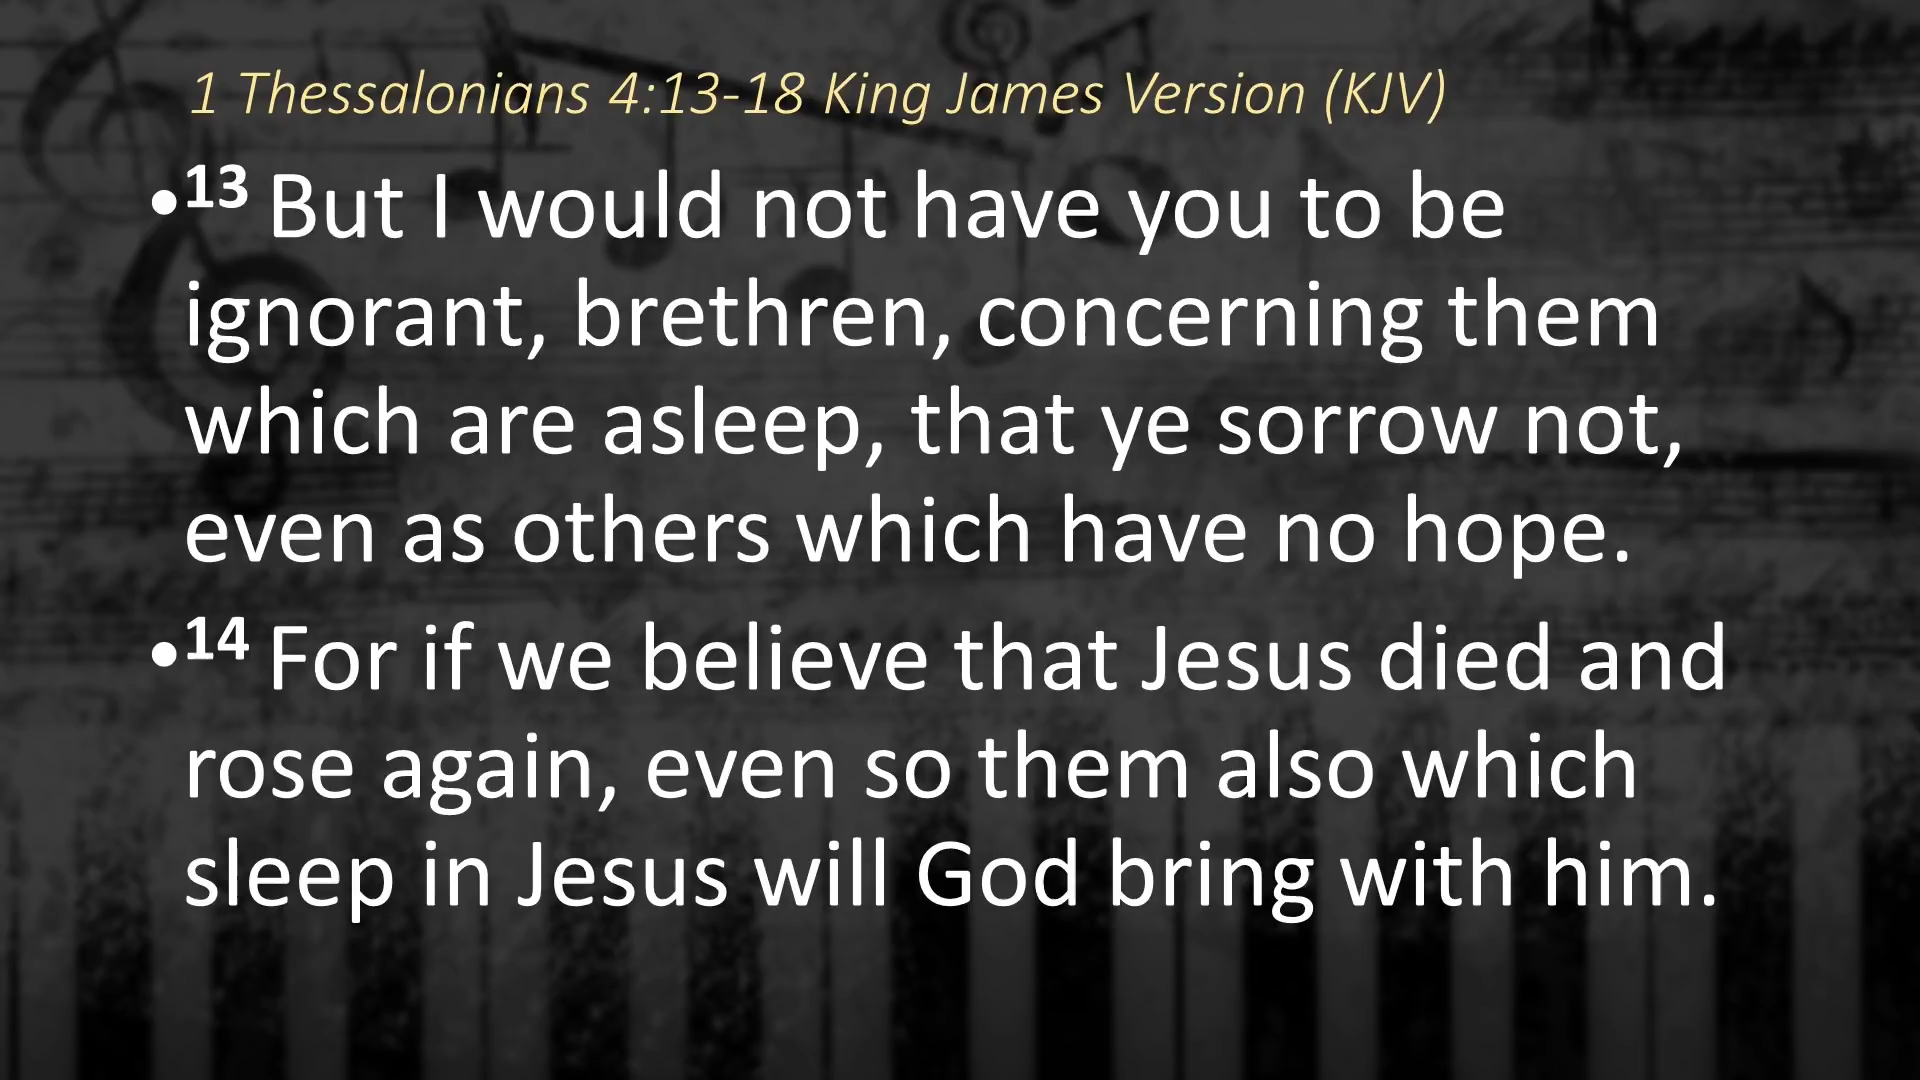 1 Thessalonians 4:13-18 King James Version (KJV)
•13 But I would not have you to be
ignorant, brethren, concerning them
which are asleep, that ye sorrow not,
even as others which have no hope.
•14 For if we believe that Jesus died and
rose again, even so them also which
sleep in Jesus will God bring with him.